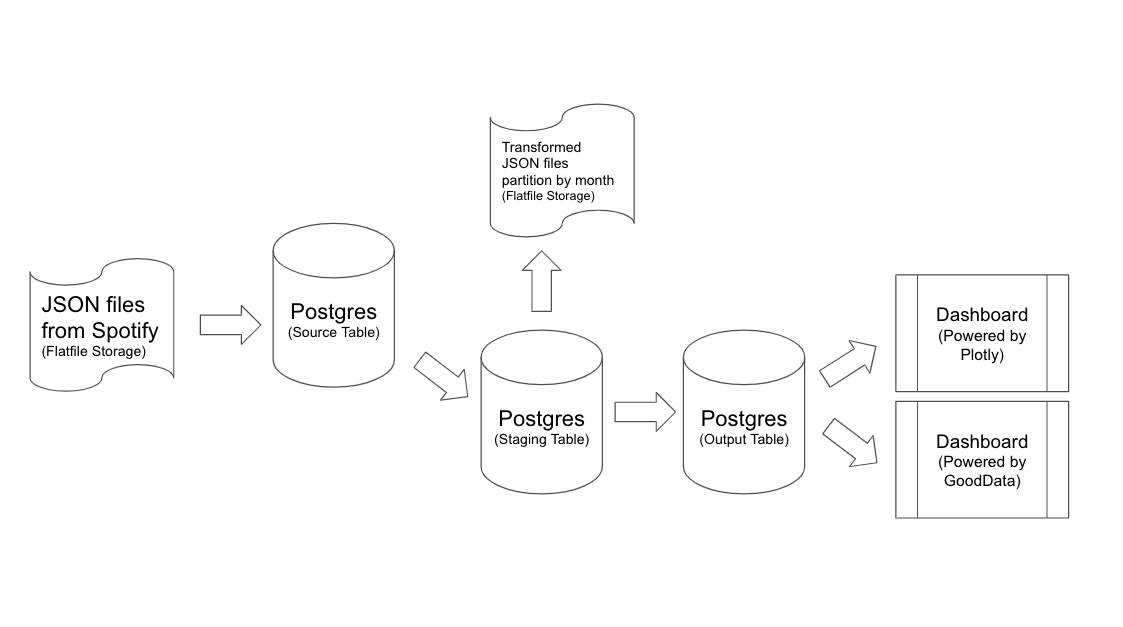 JSON files
from Spotify
(Flatfile Storage)
Postgres
(Source Table)
Transformed
JSON files
partition by month
(Flatfile Storage)
Postgres
(Staging Table)
Postgres
(Output Table)
Dashboard
(Powered by
Plotly)
Dashboard
(Powered by
GoodData)